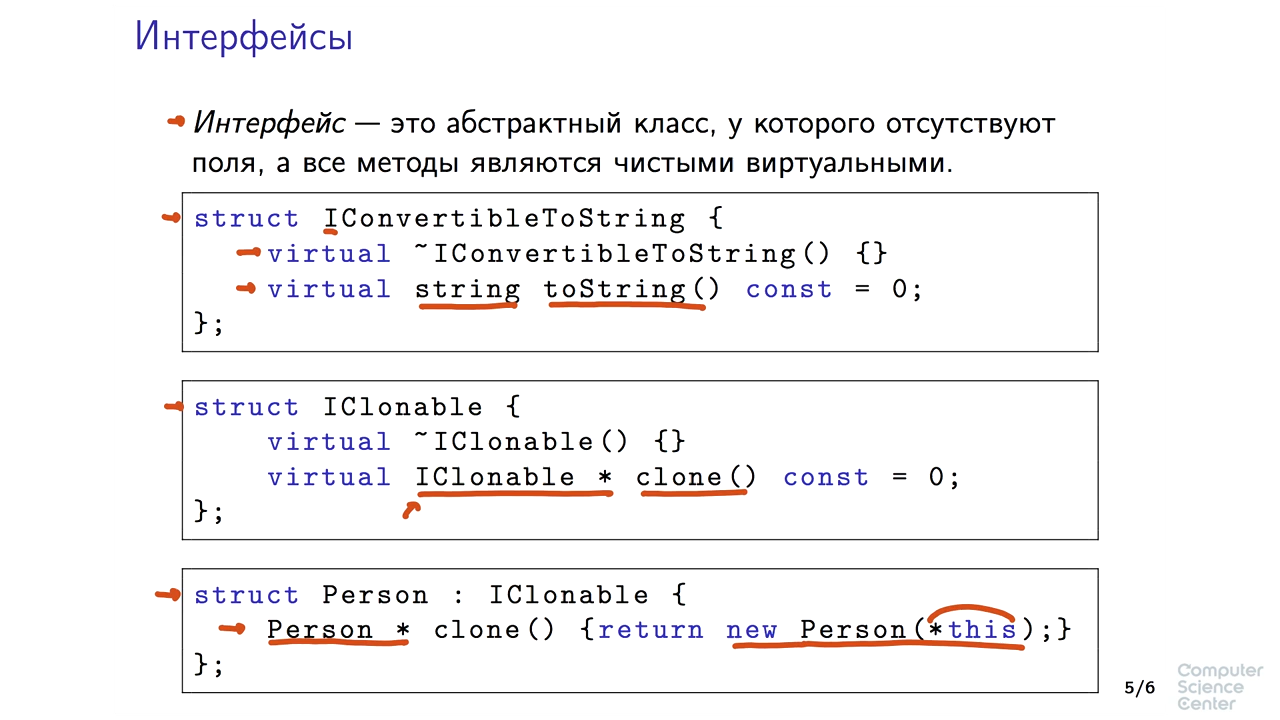 Интерфейсы
Интерфейс — это абстрактный класс, у которого отсутствуют
поля, а все методы являются чистыми виртуальными.
struct IConvertibleToString {
virtual ~IConvertibleToString() {}
virtual string toString() const = 0;
};
struct IClonable {
virtual ~IClonable() {}
virtual IClonable * clone() const = 0;
};
struct Person : IClonable {
Person * clone() {return new Person(*this);}
};
5/6
Computer
Science
Center